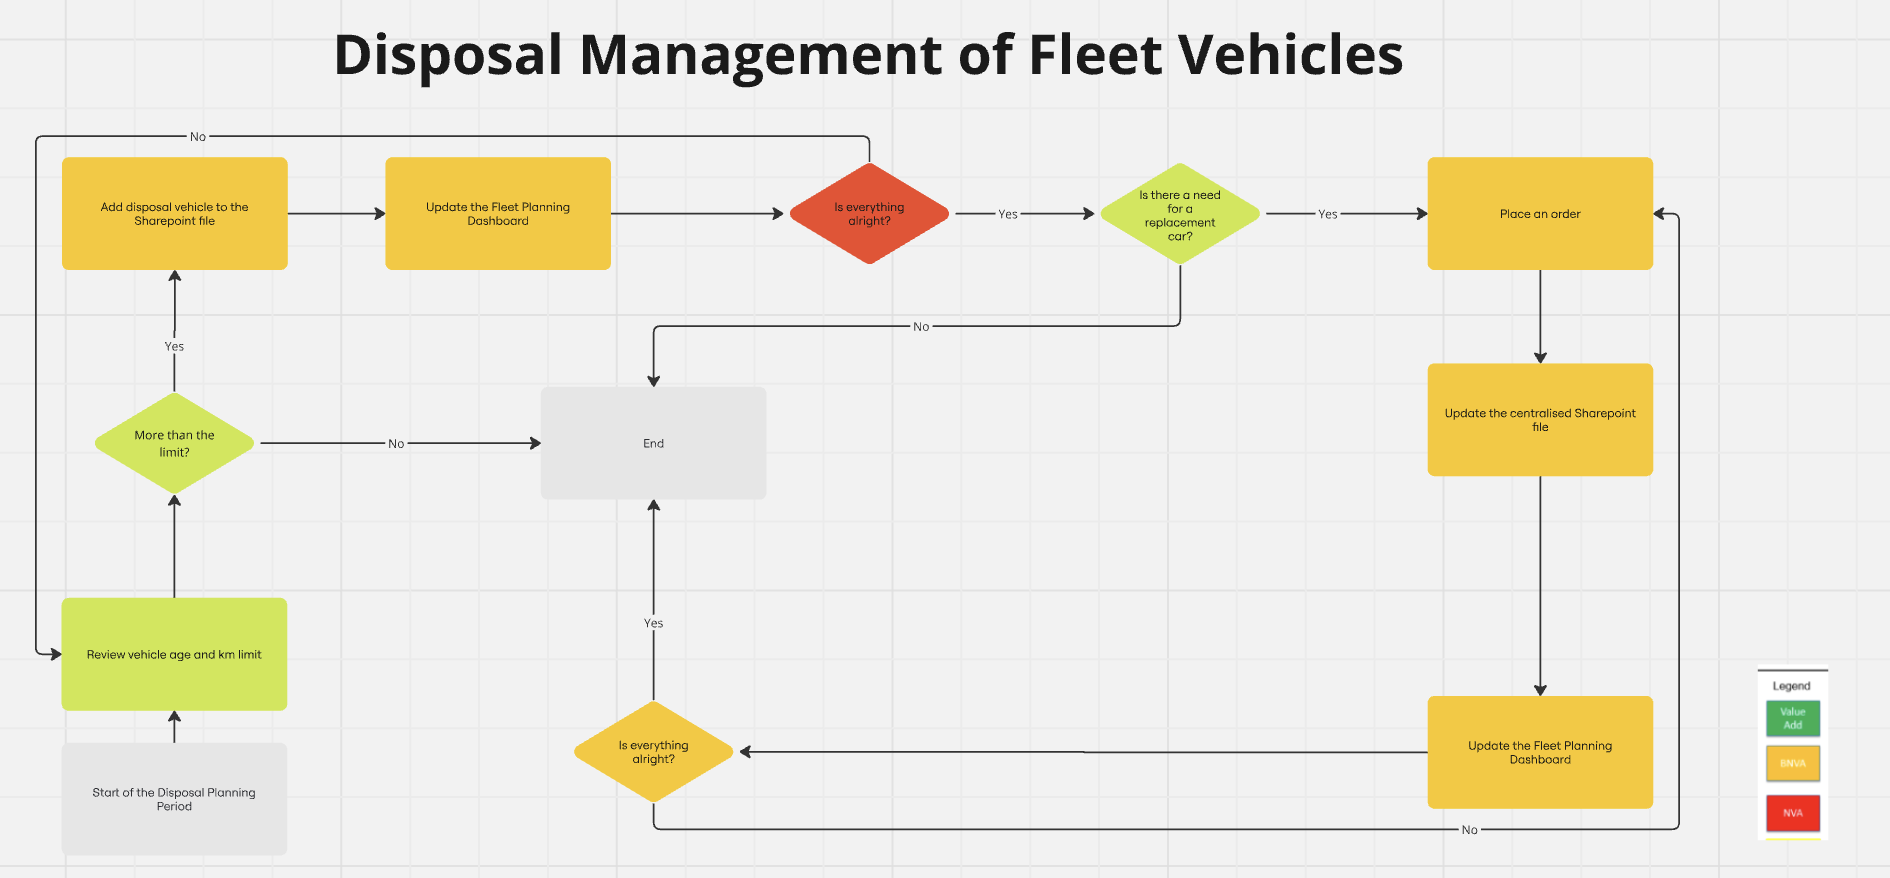 Disposal Management of Fleet Vehicles
No
Add disposal vehicle to the
Sharepoint file
Update the Fleet Planning
Dashboard
Is everything
alright?
Yes
Is there a need
for a
replacement
car?
Yes
Place an order
No
Yes
More than the
limit?
No
End
Update the centralised Sharepoint
file
Yes
Review vehicle age and km limit
Is everything
alright?
Update the Fleet Planning
Dashboard
Start of the Disposal Planning
Period
No
Legend
Value
Add
BNVA
NVA